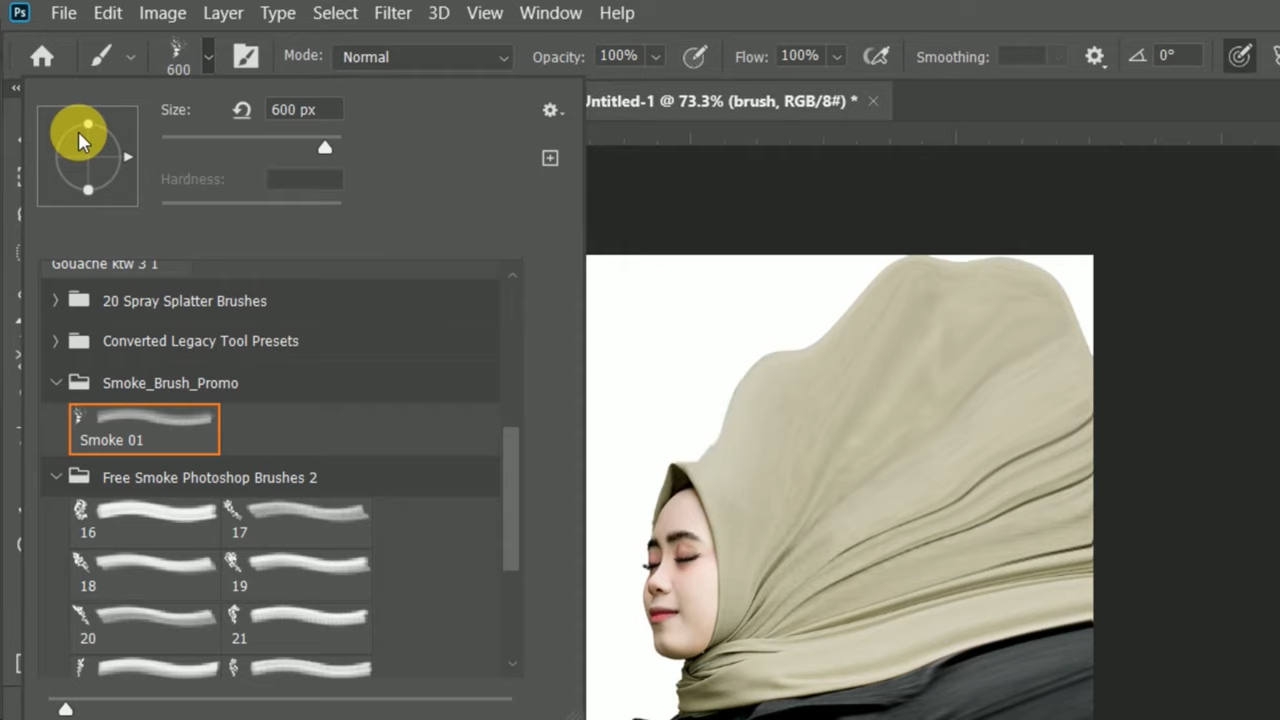 Ps File Edit Image Layer Type Select Filter 3D View Window Help
600 Mode: Normal Opacity: 100% Flow: 100% Smoothing: 0°
Untitled-1 @ 73.3% (brush, RGB/8#) * ×
Size: 600 px
Hardness:
Gouache ktw 3 1
20 Spray Splatter Brushes
Converted Legacy Tool Presets
Smoke_Brush_Promo
Smoke 01
Free Smoke Photoshop Brushes 2
16 17
18 19
20 21